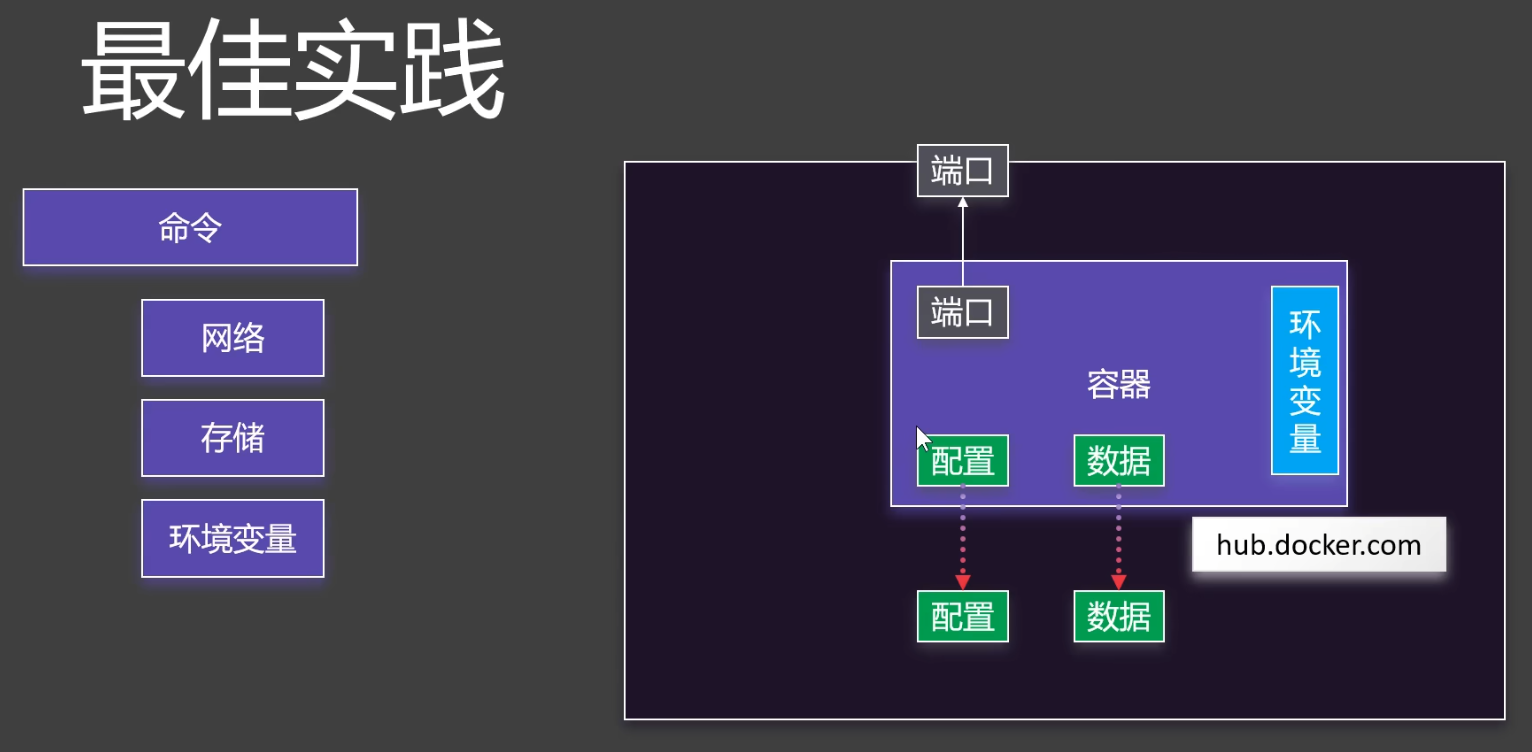 最佳实践
命令
网络
存储
环境变量
端口
端口
容器
环境变量
配置
数据
hub.docker.com
配置
数据